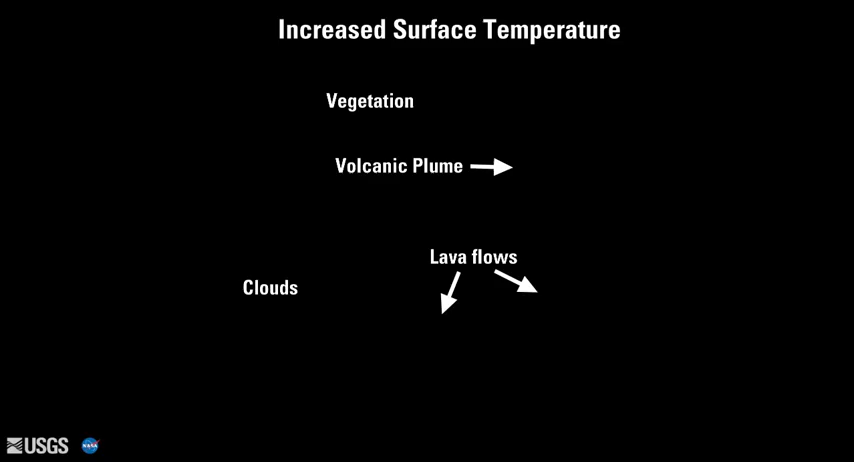 Increased Surface Temperature
Vegetation
Volcanic Plume
Lava flows
Clouds
USGS
NASA